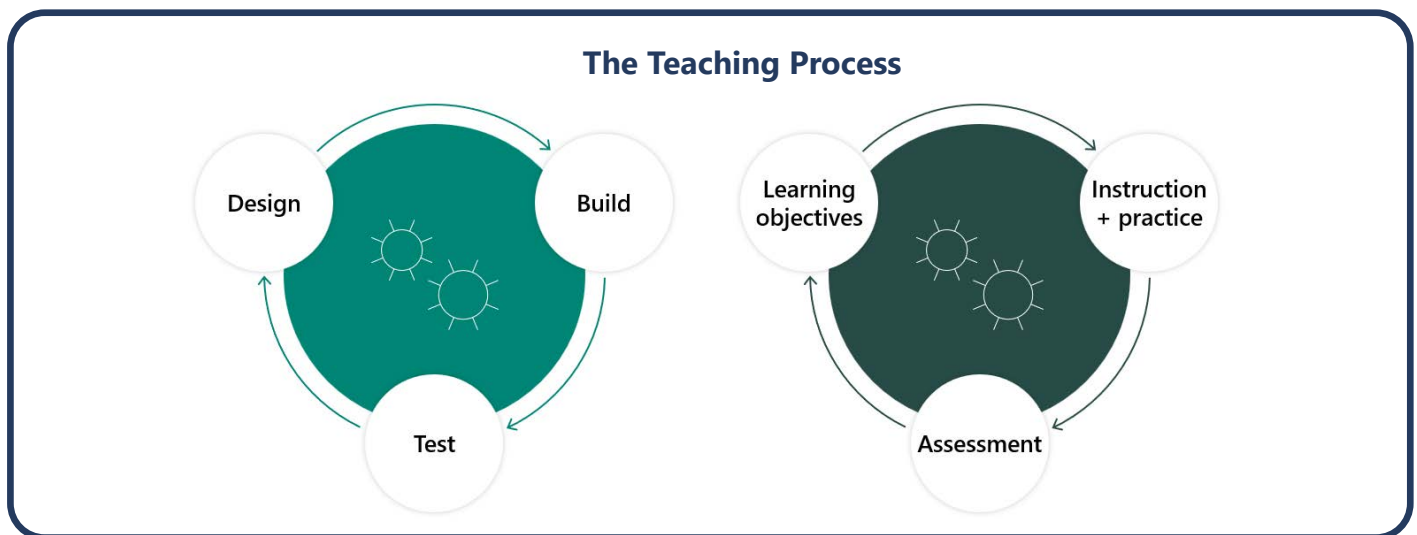 The Teaching Process
Design
Build
Test
Learning
objectives
Instruction
+ practice
Assessment